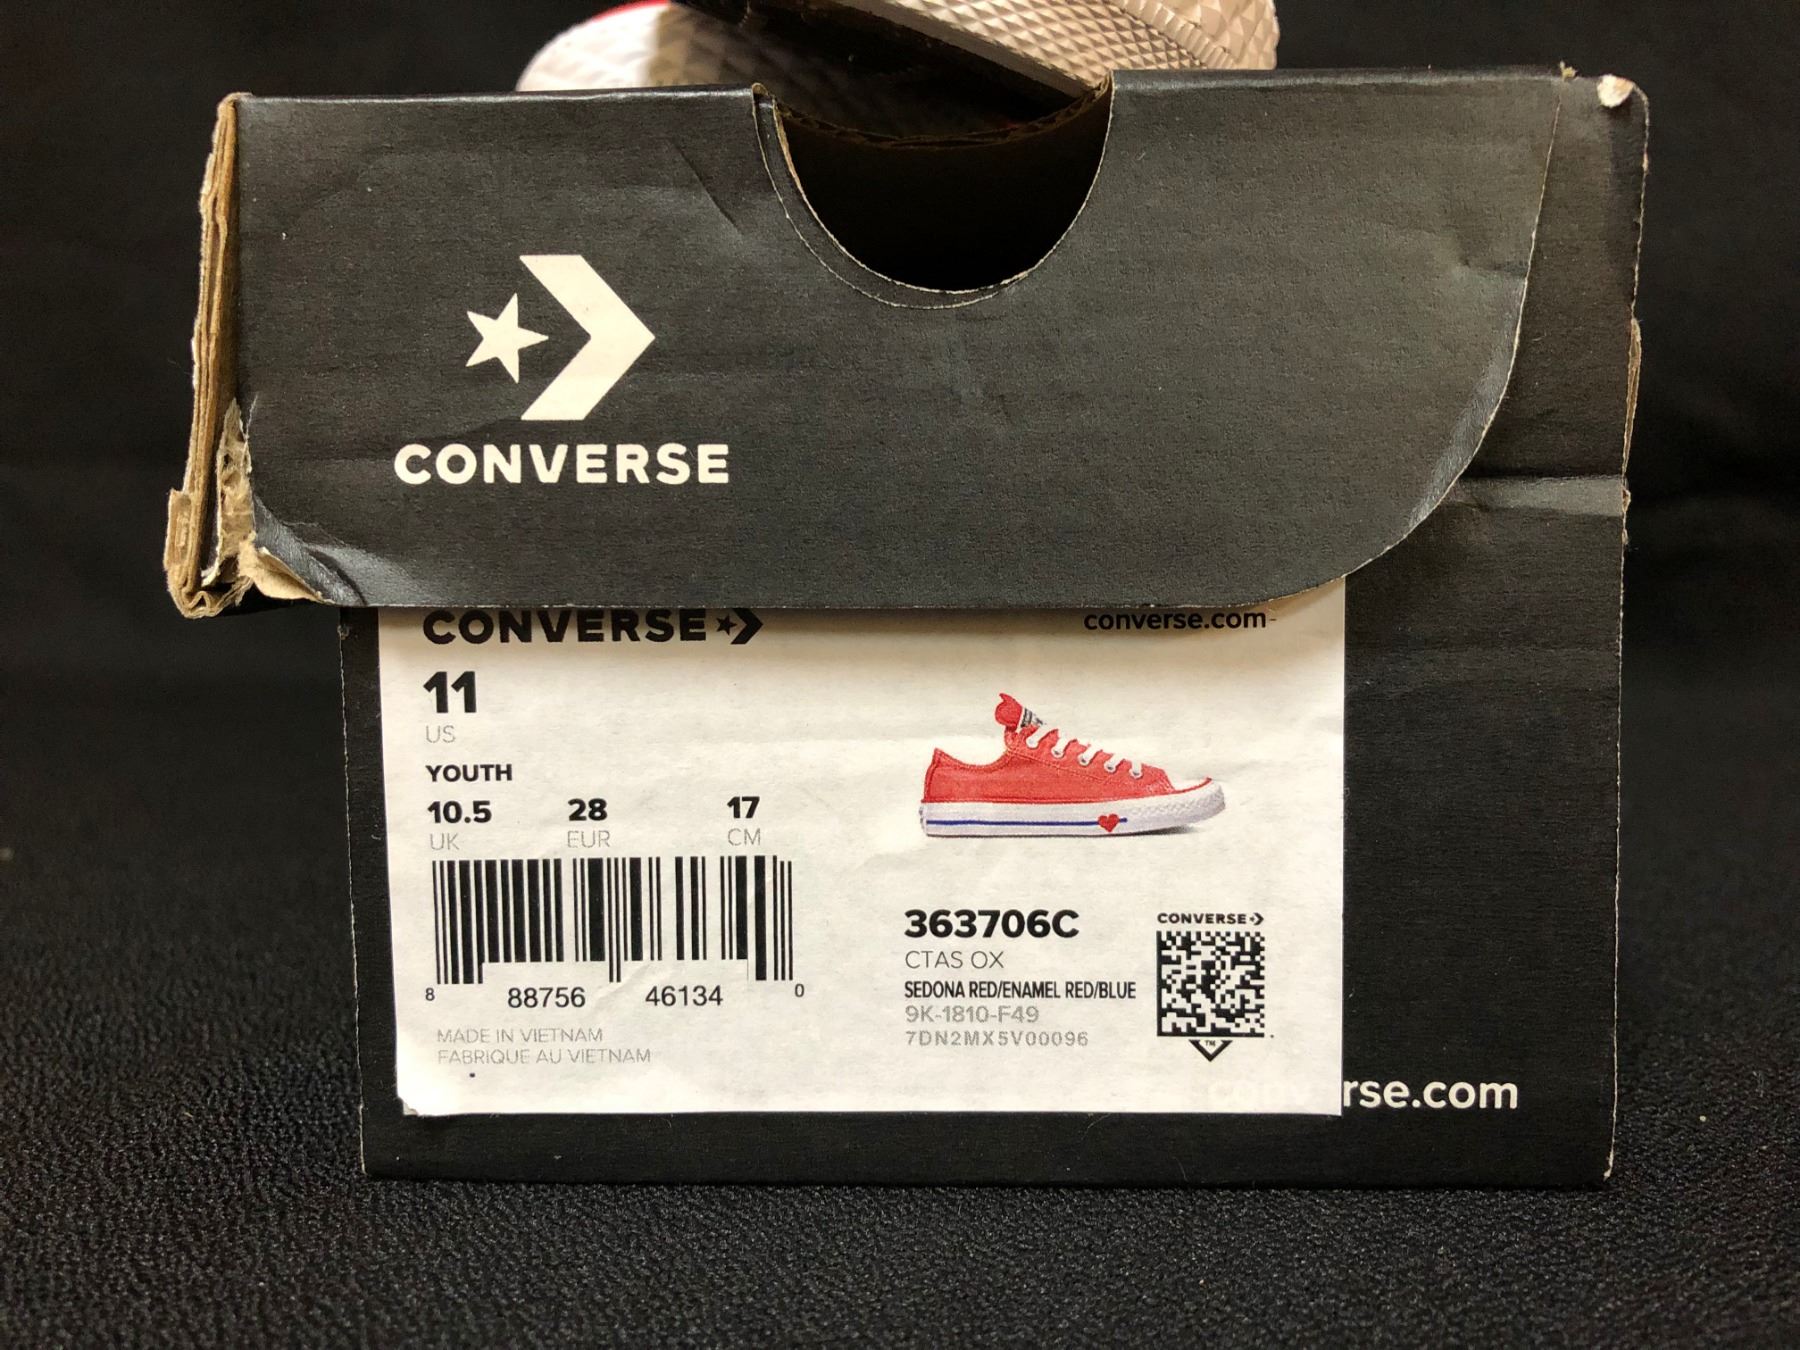 CONVERSE
CONVERSE
converse.com
11
US
YOUTH
10.5 28 17
UK EUR CM
8 88756 46134 0
MADE IN VIETNAM
FABRIQUE AU VIETNAM
363706C
CTAS OX
SEDONA RED/ENAMEL RED/BLUE
9K-1810-F49
7DN2MX5V00096
CONVERSE
TM
converse.com